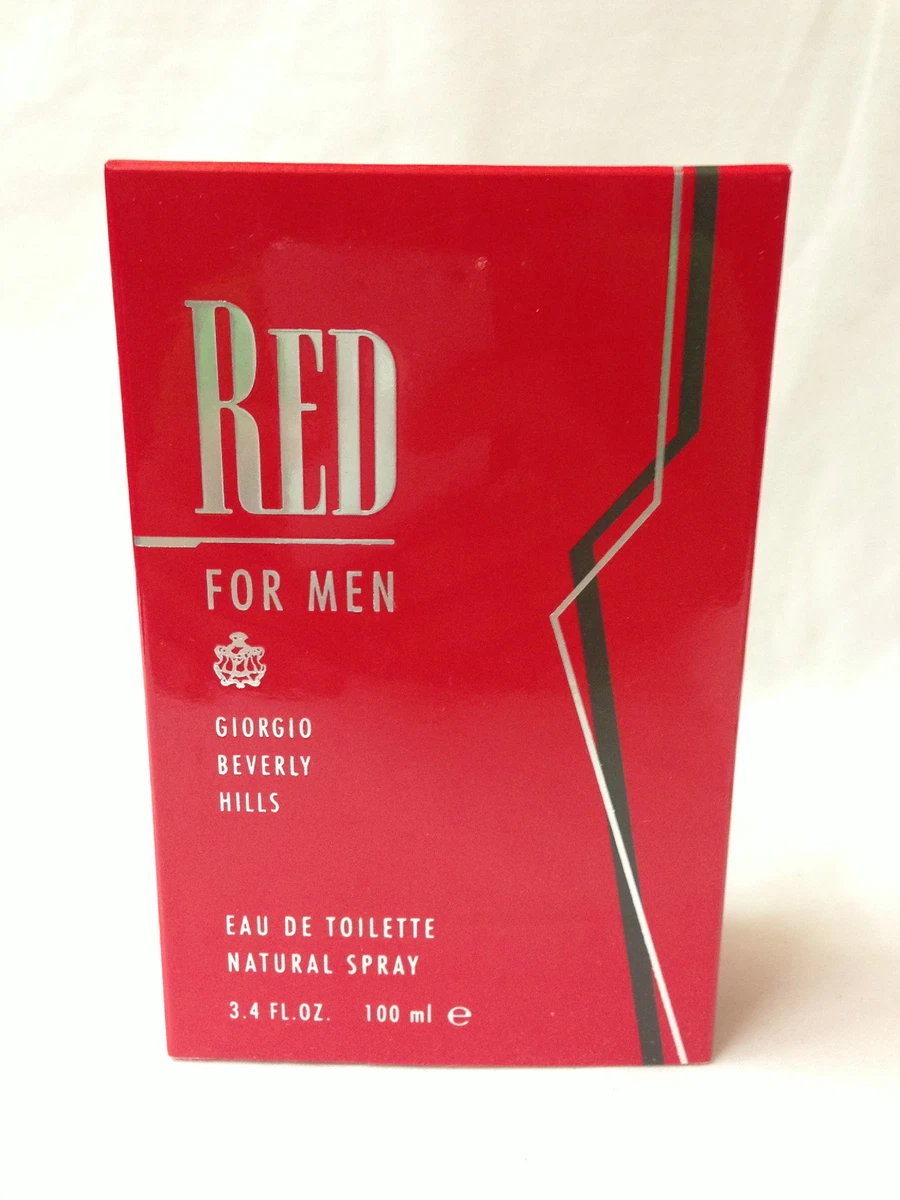 RED
FOR MEN
GIORGIO
BEVERLY
HILLS
EAU DE TOILETTE
NATURAL SPRAY
3.4 FL.OZ. 100 ml ℮